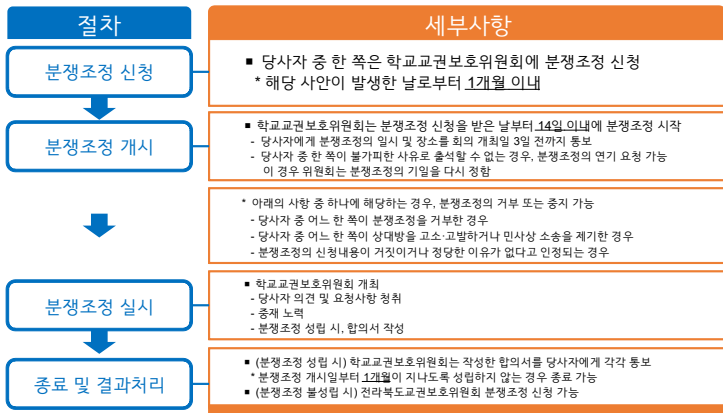 절차
세부사항
분쟁조정 신청
■ 당사자 중 한 쪽은 학교교권보호위원회에 분쟁조정 신청
* 해당 사안이 발생한 날로부터 1개월 이내
분쟁조정 개시
■ 학교교권보호위원회는 분쟁조정 신청을 받은 날부터 14일 이내에 분쟁조정 시작
- 당사자에게 분쟁조정의 일시 및 장소를 회의 개최일 3일 전까지 통보
- 당사자 중 한 쪽이 불가피한 사유로 출석할 수 없는 경우, 분쟁조정의 연기 요청 가능
이 경우 위원회는 분쟁조정의 기일을 다시 정함
* 아래의 사항 중 하나에 해당하는 경우, 분쟁조정의 거부 또는 중지 가능
- 당사자 중 어느 한 쪽이 분쟁조정을 거부한 경우
- 당사자 중 어느 한 쪽이 상대방을 고소·고발하거나 민사상 소송을 제기한 경우
- 분쟁조정의 신청내용이 거짓이거나 정당한 이유가 없다고 인정되는 경우
분쟁조정 실시
■ 학교교권보호위원회 개최
- 당사자 의견 및 요청사항 청취
- 중재 노력
- 분쟁조정 성립 시, 합의서 작성
종료 및 결과처리
■ (분쟁조정 성립 시) 학교교권보호위원회는 작성한 합의서를 당사자에게 각각 통보
* 분쟁조정 개시일부터 1개월이 지나도록 성립하지 않는 경우 종료 가능
■ (분쟁조정 불성립 시) 전라북도교권보호위원회 분쟁조정 신청 가능